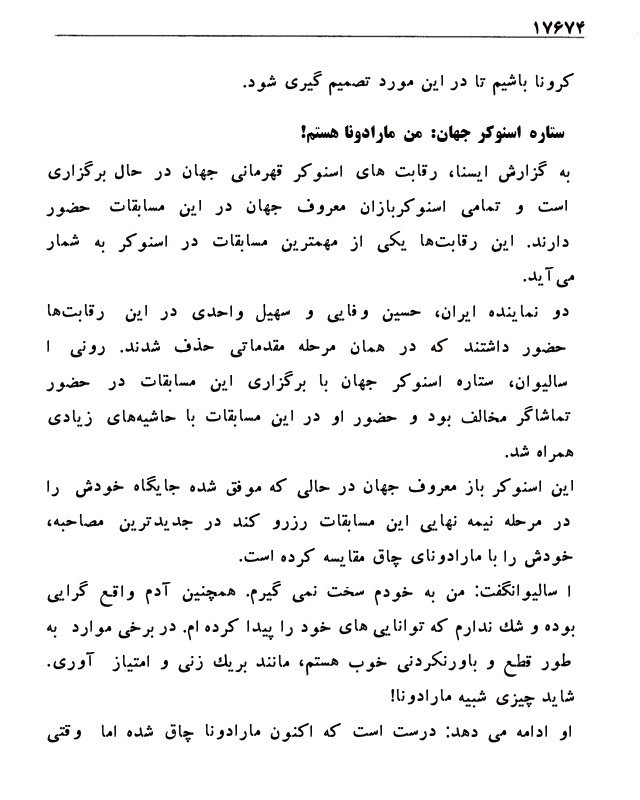 ۱۷۶۷۴
کرونا باشیم تا در این مورد تصمیم گیری شود.
ستاره اسنوکر جهان: من مارادونا هستم!
به گزارش ایسنا، رقابت های اسنوکر قهرمانی جهان در حال برگزاری
است و تمامی اسنوکربازان معروف جهان در این مسابقات حضور
دارند. این رقابت‌ها یکی از مهمترین مسابقات در اسنوکر به شمار
می‌آید.
دو نماینده ایران، حسین وفایی و سهیل واحدی در این رقابت‌ها
حضور داشتند که در همان مرحله مقدماتی حذف شدند. رونی ا
سالیوان، ستاره اسنوکر جهان با برگزاری این مسابقات در حضور
تماشاگر مخالف بود و حضور او در این مسابقات با حاشیه‌های زیادی
همراه شد.
این اسنوکر باز معروف جهان در حالی که موفق شده جایگاه خودش را
در مرحله نیمه نهایی این مسابقات رزرو کند در جدیدترین مصاحبه،
خودش را با مارادونای چاق مقایسه کرده است.
ا سالیوانگفت: من به خودم سخت نمی گیرم. همچنین آدم واقع گرایی
بوده و شك ندارم که توانایی های خود را پیدا کرده ام. در برخی موارد به
طور قطع و باورنکردنی خوب هستم، مانند بریك زنی و امتیاز آوری.
شاید چیزی شبیه مارادونا!
او ادامه می دهد: درست است که اکنون مارادونا چاق شده اما وقتی